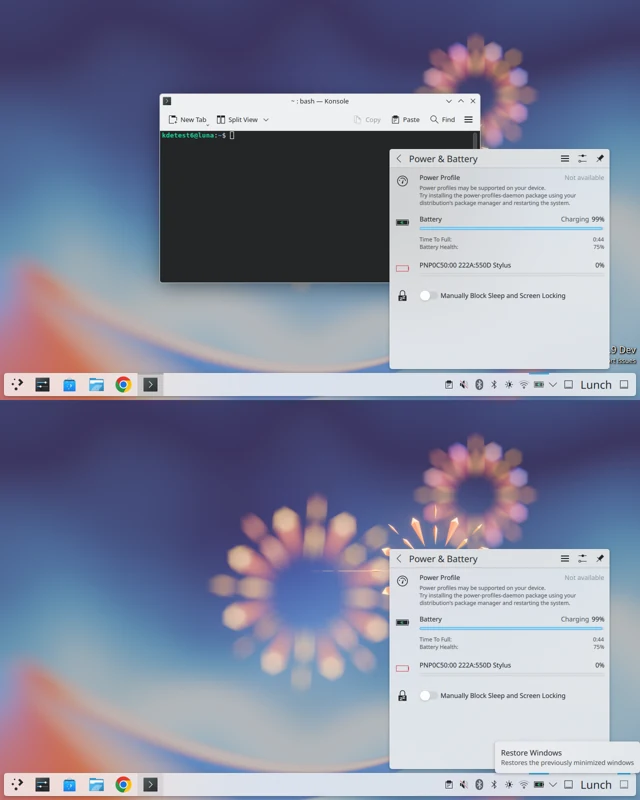 ~ : bash — Konsole
New Tab Split View Copy Paste Find
kdetest6@luna:~$
Power & Battery
Power Profile Not available
Power profiles may be supported on your device.
Try installing the power-profiles-daemon package using your
distribution's package manager and restarting the system.
Battery Charging 99%
Time To Full: 0:44
Battery Health: 75%
PNP0C50:00 222A:550D Stylus 0%
Manually Block Sleep and Screen Locking
.9 Dev
rt issues
Lunch
Power & Battery
Power Profile Not available
Power profiles may be supported on your device.
Try installing the power-profiles-daemon package using your
distribution's package manager and restarting the system.
Battery Charging 99%
Time To Full: 0:44
Battery Health: 75%
PNP0C50:00 222A:550D Stylus 0%
Manually Block Sleep and Screen Locking
Restore Windows
Restores the previously minimized windows
Lunch